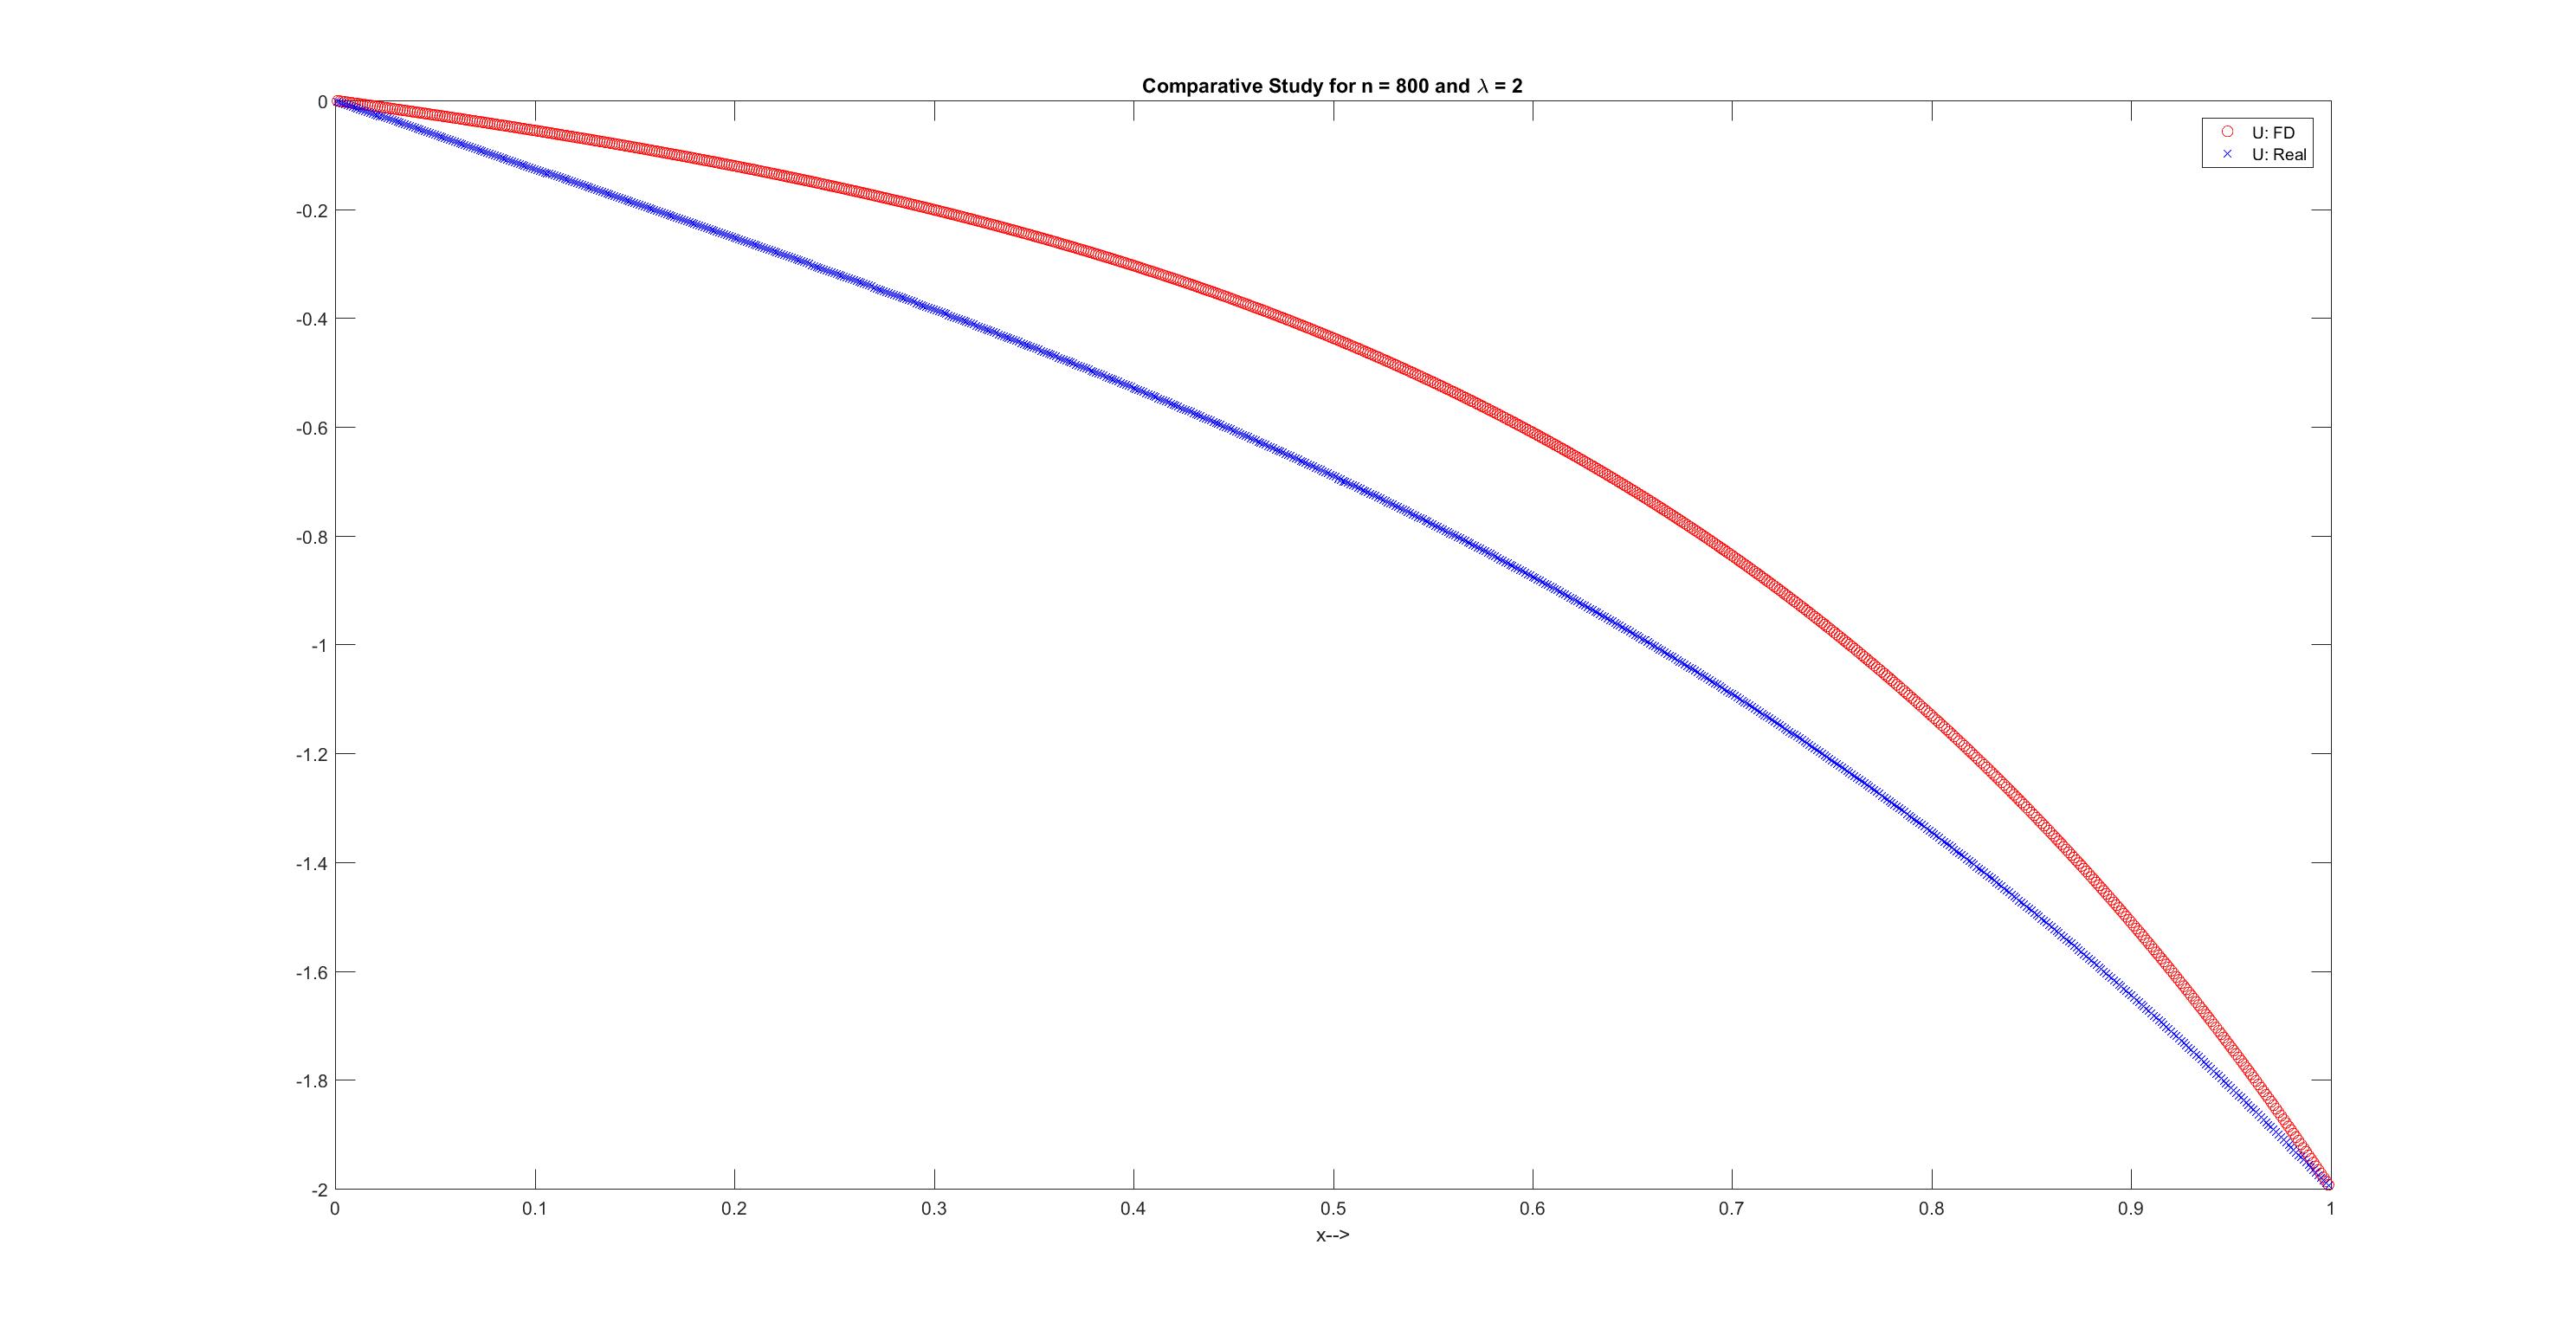 Comparative Study for n = 800 and λ = 2
U: FD
U: Real
0
-0.2
-0.4
-0.6
-0.8
-1
-1.2
-1.4
-1.6
-1.8
-2
0 0.1 0.2 0.3 0.4 0.5 0.6 0.7 0.8 0.9 1
x-->